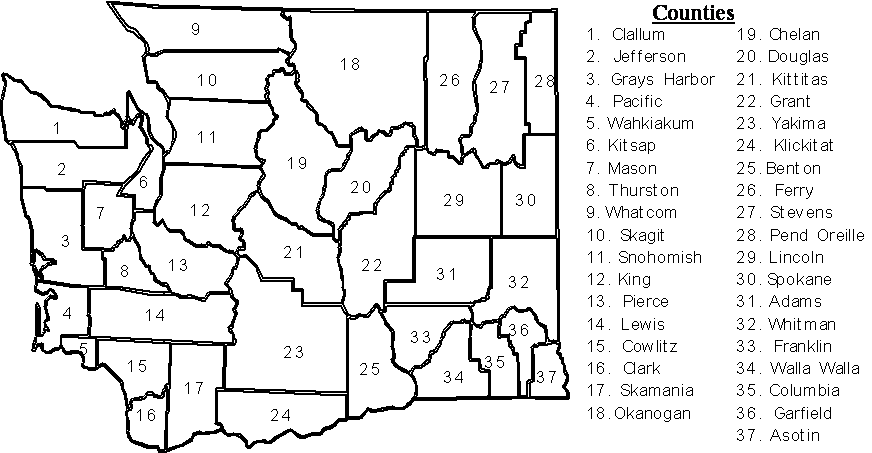 Counties
1. Clallum
2. Jefferson
3. Grays Harbor
4. Pacific
5. Wahkiakum
6. Kitsap
7. Mason
8. Thurston
9. Whatcom
10. Skagit
11. Snohomish
12. King
13. Pierce
14. Lewis
15. Cowlitz
16. Clark
17. Skamania
18. Okanogan
19. Chelan
20. Douglas
21. Kittitas
22. Grant
23. Yakima
24. Klickitat
25. Benton
26. Ferry
27. Stevens
28. Pend Oreille
29. Lincoln
30. Spokane
31. Adams
32. Whitman
33. Franklin
34. Walla Walla
35. Columbia
36. Garfield
37. Asotin
9
18
10
26
27
28
1
11
2
19
6
20
7
12
29
30
3
21
13
22
8
31
32
4
14
33
36
5
15
23
25
35
34
37
17
16
24